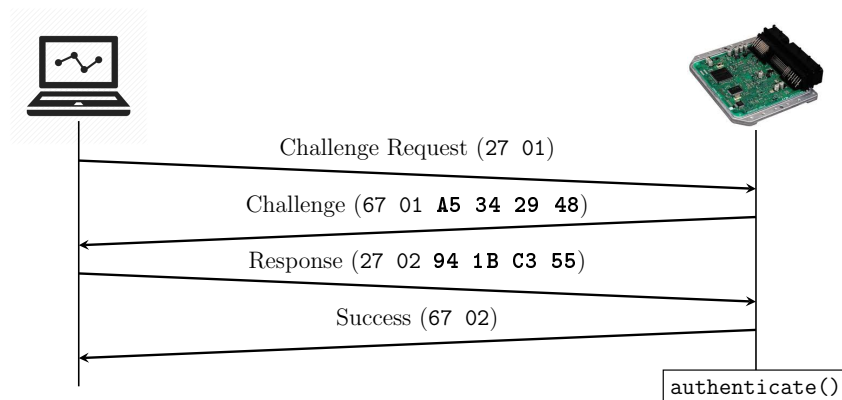 Challenge Request (27 01)
Challenge (67 01 A5 34 29 48)
Response (27 02 94 1B C3 55)
Success (67 02)
authenticate()